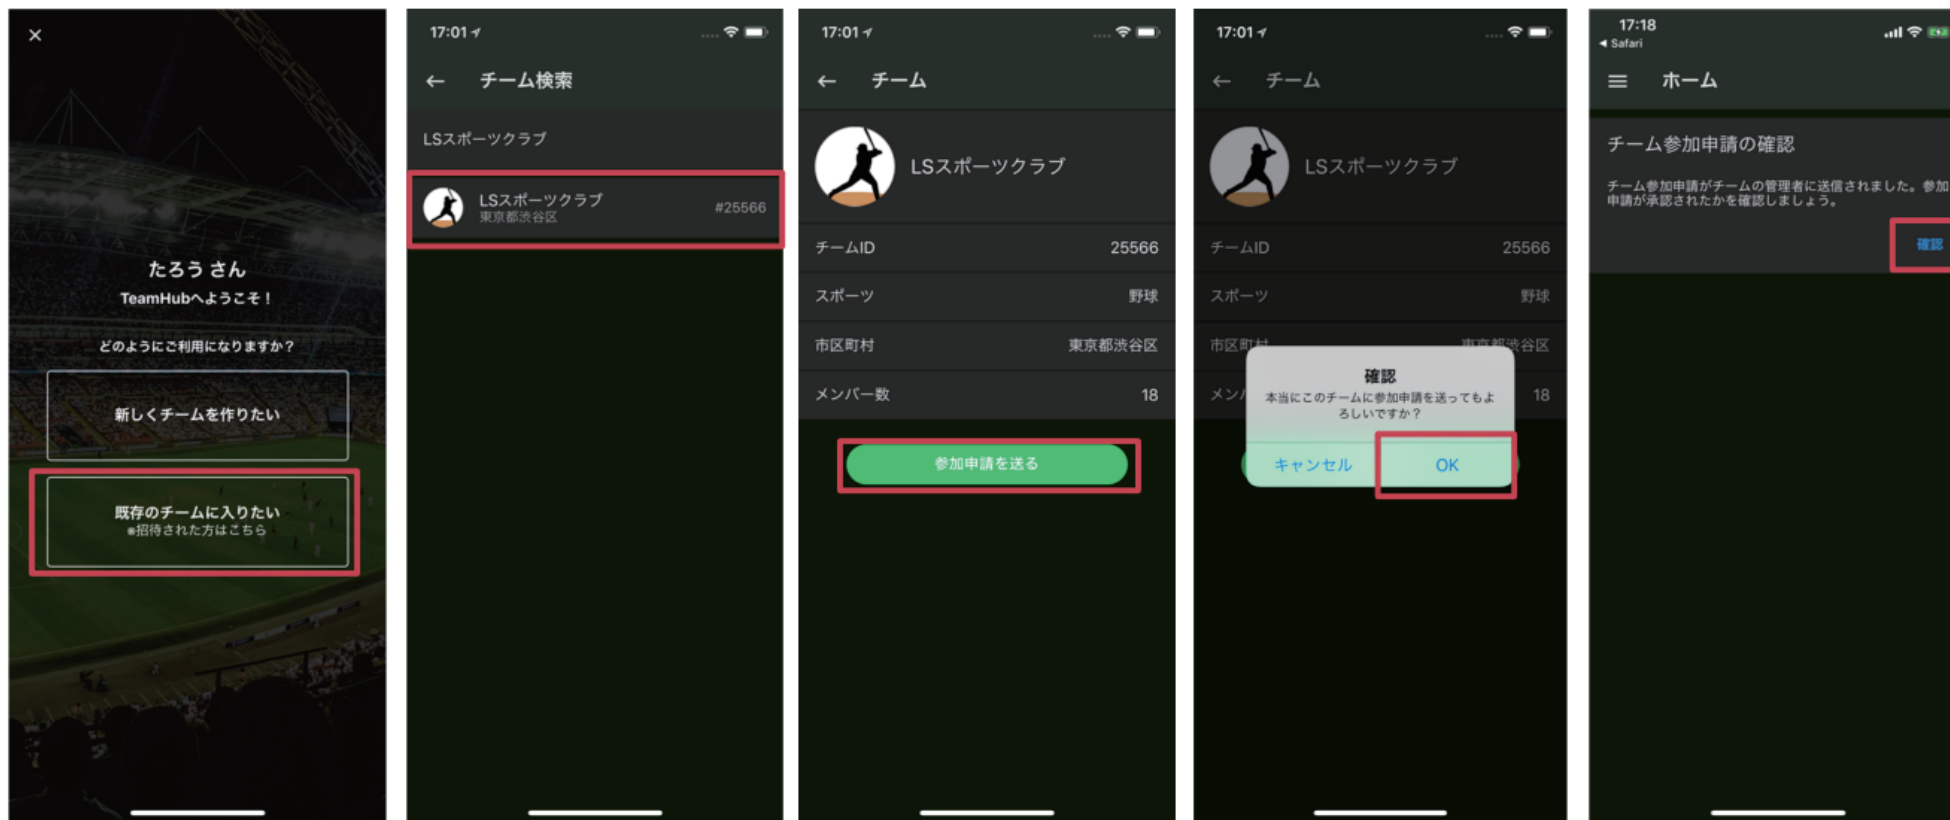 ×
たろう さん
TeamHubへようこそ！
どのようにご利用になりますか？
新しくチームを作りたい
既存のチームに入りたい
※招待された方はこちら
17:01
← チーム検索
LSスポーツクラブ
LSスポーツクラブ
東京都渋谷区
#25566
17:01
← チーム
LSスポーツクラブ
チームID 25566
スポーツ 野球
市区町村 東京都渋谷区
メンバー数 18
参加申請を送る
17:01
← チーム
LSスポーツクラブ
チームID 25566
スポーツ 野球
市区町村 東京都渋谷区
メンバ 18
確認
本当にこのチームに参加申請を送ってもよ
ろしいですか？
キャンセル OK
17:18
◀ Safari
ホーム
チーム参加申請の確認
チーム参加申請がチームの管理者に送信されました。参加
申請が承認されたかを確認しましょう。
確認